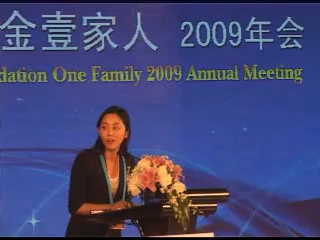 金壹家人 2009年会
dation One Family 2009 Annual Meeting